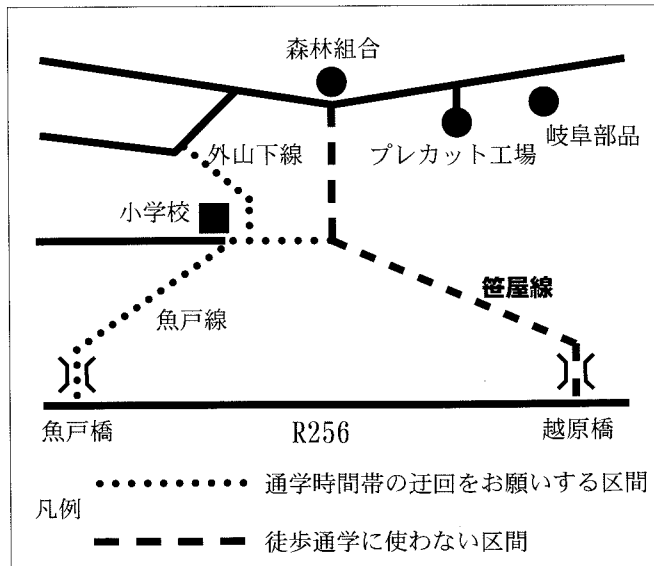 森林組合
外山下線
プレカット工場
岐阜部品
小学校
笹屋線
魚戸線
魚戸橋
R256
越原橋
凡例
通学時間帯の迂回をお願いする区間
徒歩通学に使わない区間